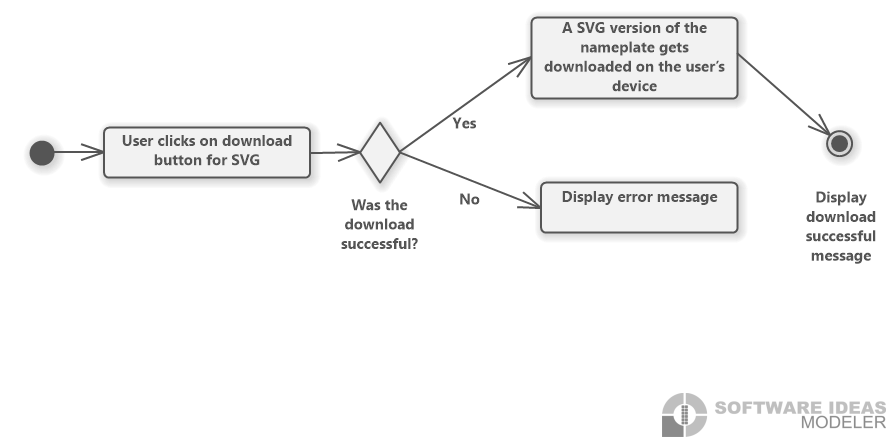 A SVG version of the
nameplate gets
downloaded on the user's
device
User clicks on download
button for SVG
Yes
No
Was the
download
successful?
Display error message
Display
download
successful
message
SOFTWARE IDEAS
MODELER